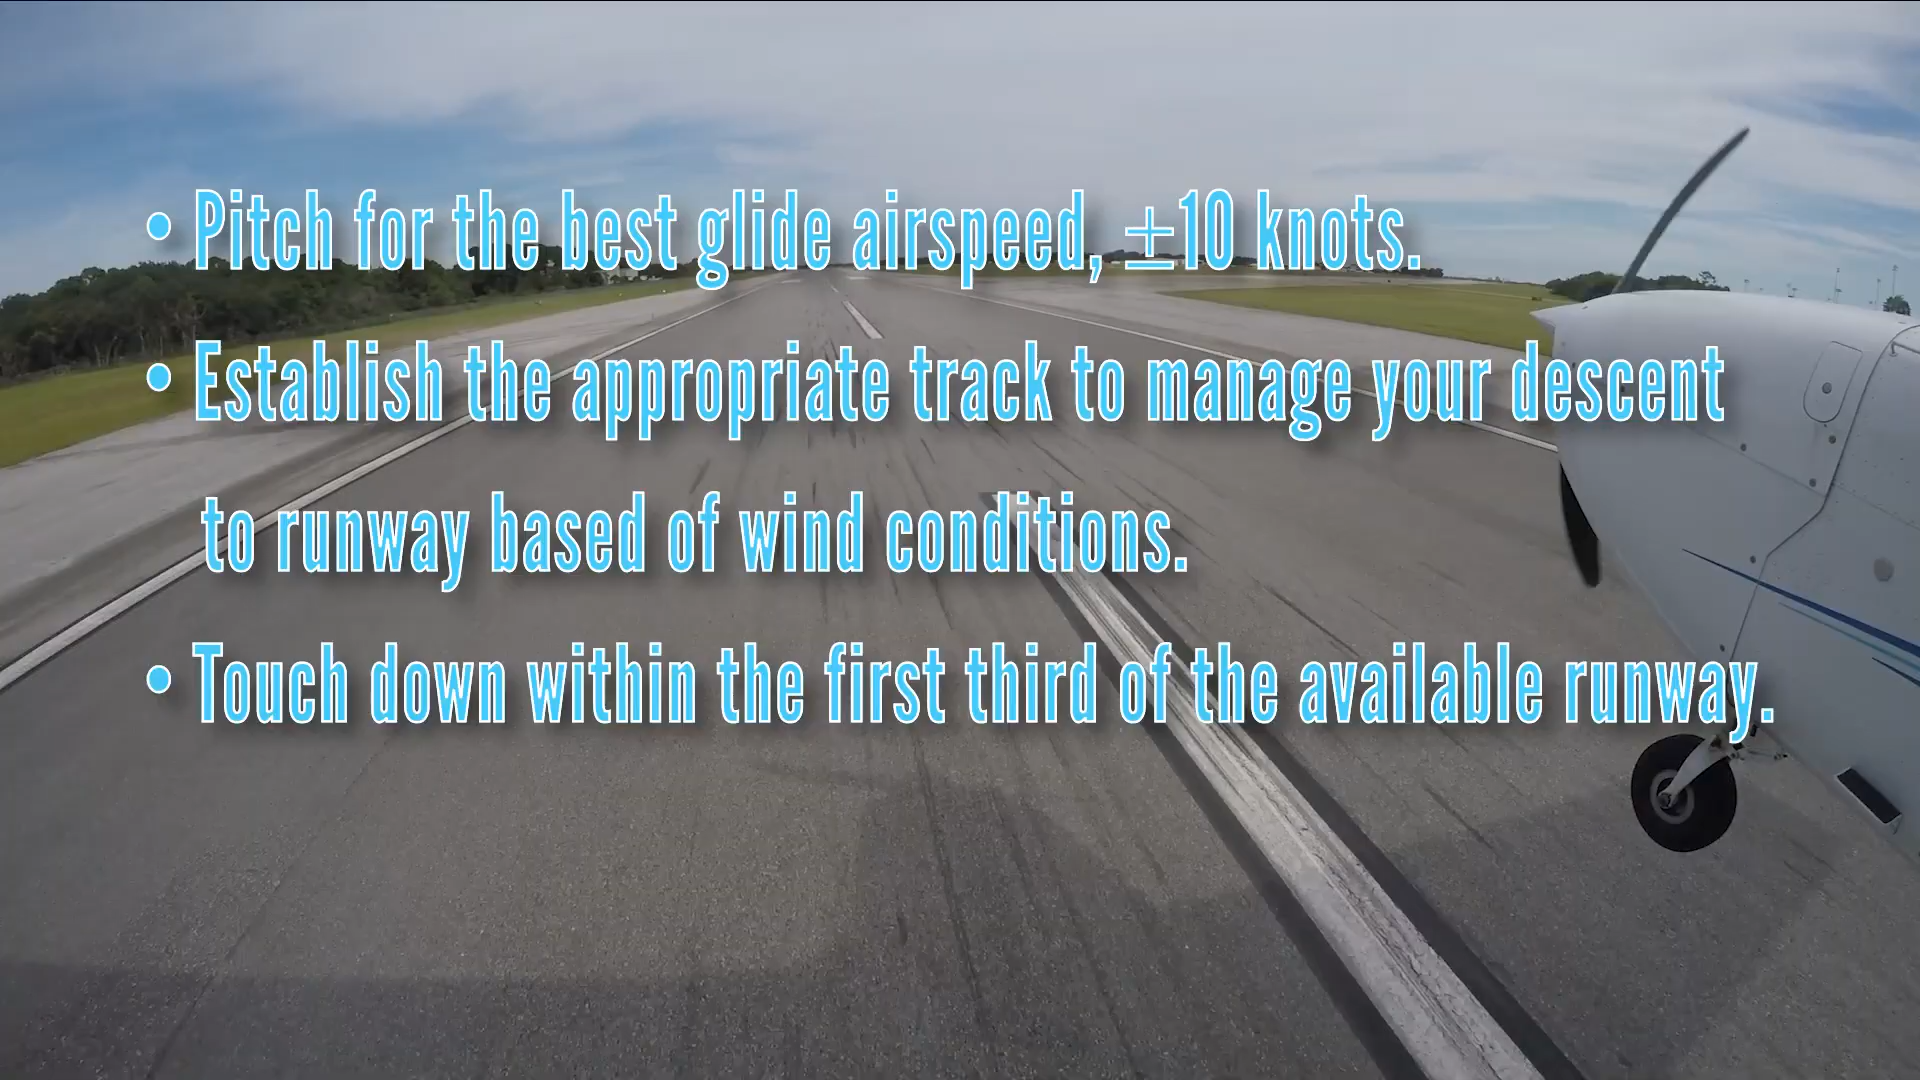 • Pitch for the best glide airspeed, ±10 knots.
• Establish the appropriate track to manage your descent
to runway based of wind conditions.
• Touch down within the first third of the available runway.